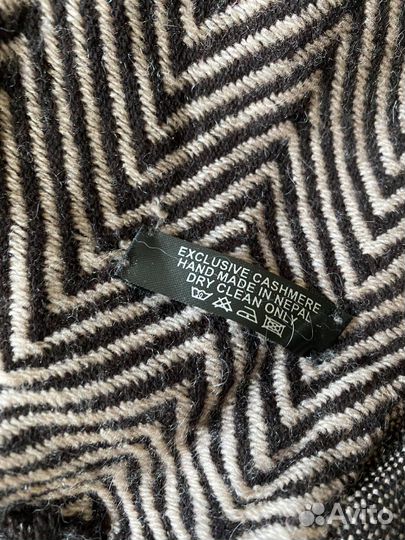 EXCLUSIVE CASHMERE
HAND MADE IN NEPAL
DRY CLEAN ONLY
Avito